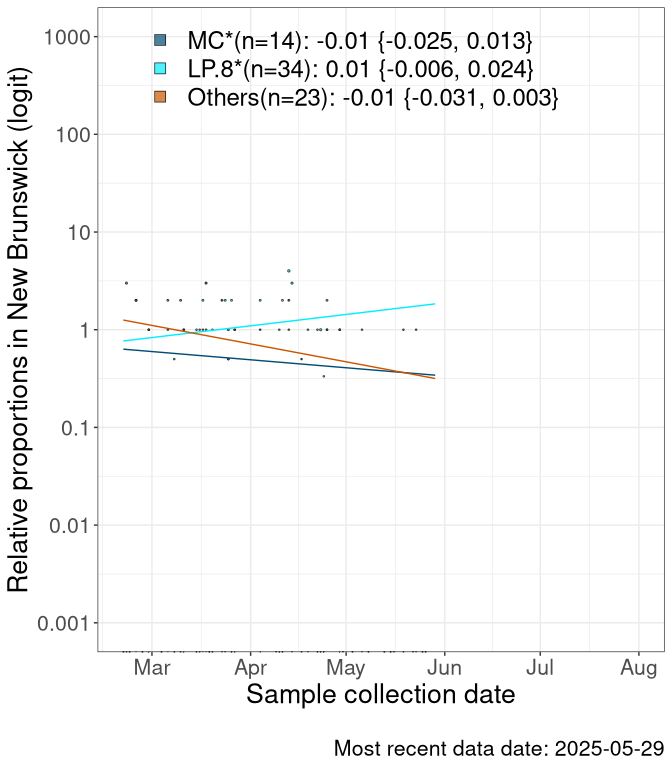 MC*(n=14): -0.01 {-0.025, 0.013}
LP.8*(n=34): 0.01 {-0.006, 0.024}
Others(n=23): -0.01 {-0.031, 0.003}
Relative proportions in New Brunswick (logit)
1000
100
10
1
0.1
0.01
0.001
Mar Apr May Jun Jul Aug
Sample collection date
Most recent data date: 2025-05-29